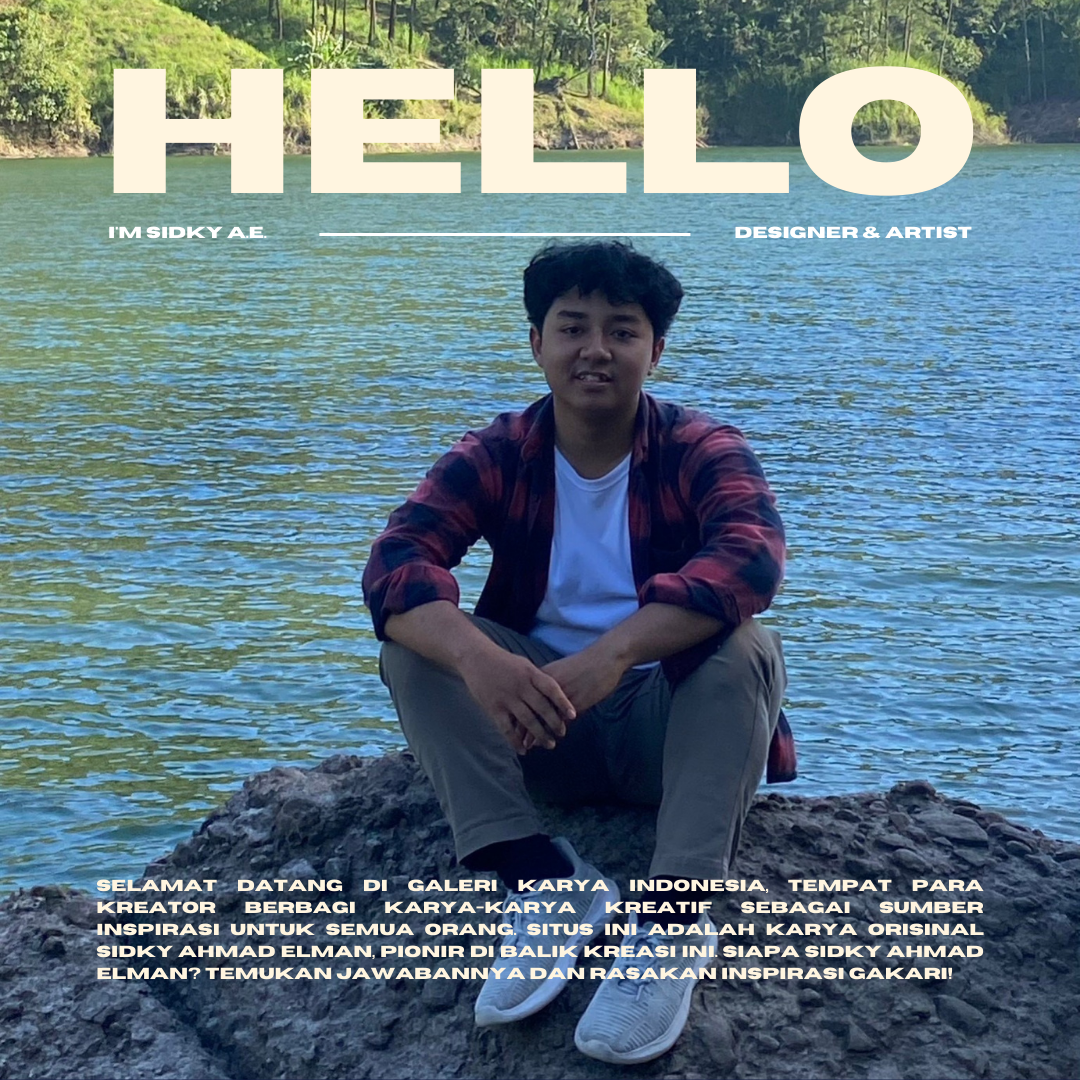 HELLO
I'M SIDKY A.E. DESIGNER & ARTIST
SELAMAT DATANG DI GALERI KARYA INDONESIA, TEMPAT PARA
KREATOR BERBAGI KARYA-KARYA KREATIF SEBAGAI SUMBER
INSPIRASI UNTUK SEMUA ORANG. SITUS INI ADALAH KARYA ORISINAL
SIDKY AHMAD ELMAN, PIONIR DI BALIK KREASI INI. SIAPA SIDKY AHMAD
ELMAN? TEMUKAN JAWABANNYA DAN RASAKAN INSPIRASI GAKARI!